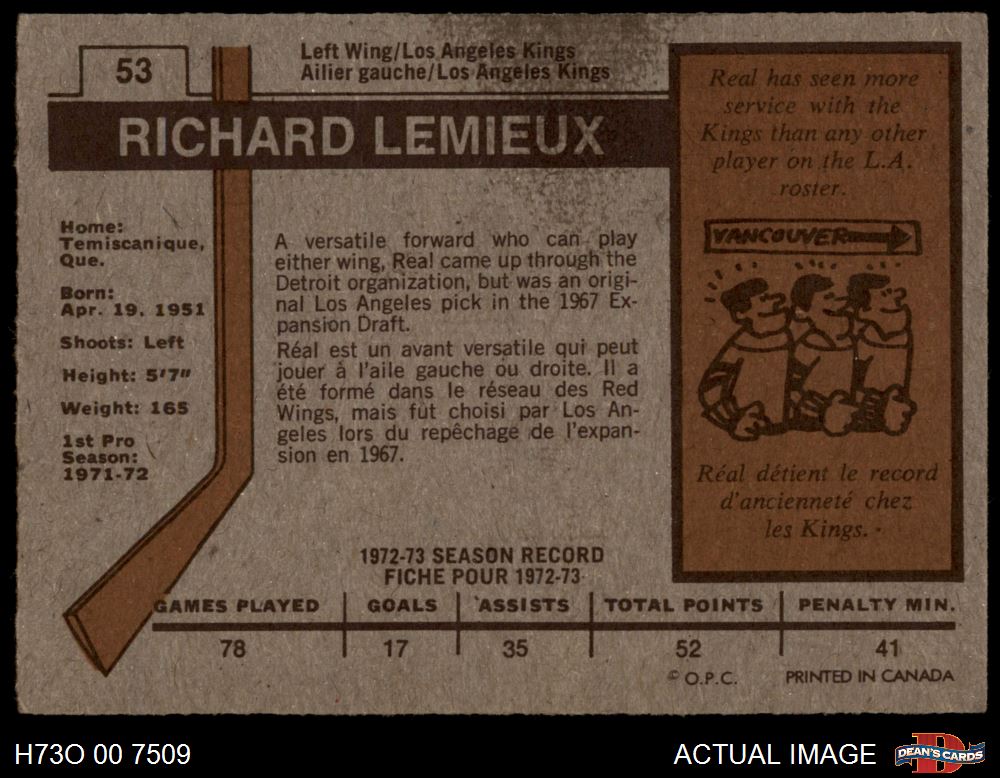 53
Left Wing/Los Angeles Kings
Ailier gauche/Los Angeles Kings
RICHARD LEMIEUX
Home:
Temiscanique,
Que.
Born:
Apr. 19, 1951
Shoots: Left
Height: 5'7"
Weight: 165
1st Pro
Season:
1971-72
A versatile forward who can play
either wing, Real came up through the
Detroit organization, but was an origi-
nal Los Angeles pick in the 1967 Ex-
pansion Draft.
Réal est un avant versatile qui peut
jouer à l'aile gauche ou droite. Il a
été formé dans le réseau des Red
Wings, mais fut choisi par Los An-
geles lors du repêchage de l'expan-
sion en 1967.
Real has seen more
service with the
Kings than any other
player on the L.A.
roster.
VANCOUVER
Réal détient le record
d'ancienneté chez
les Kings.
1972-73 SEASON RECORD
FICHE POUR 1972-73
GAMES PLAYED GOALS ASSISTS TOTAL POINTS PENALTY MIN.
78 17 35 52 41
© O.P.C. PRINTED IN CANADA
H73O 00 7509 ACTUAL IMAGE DEAN'S CARDS